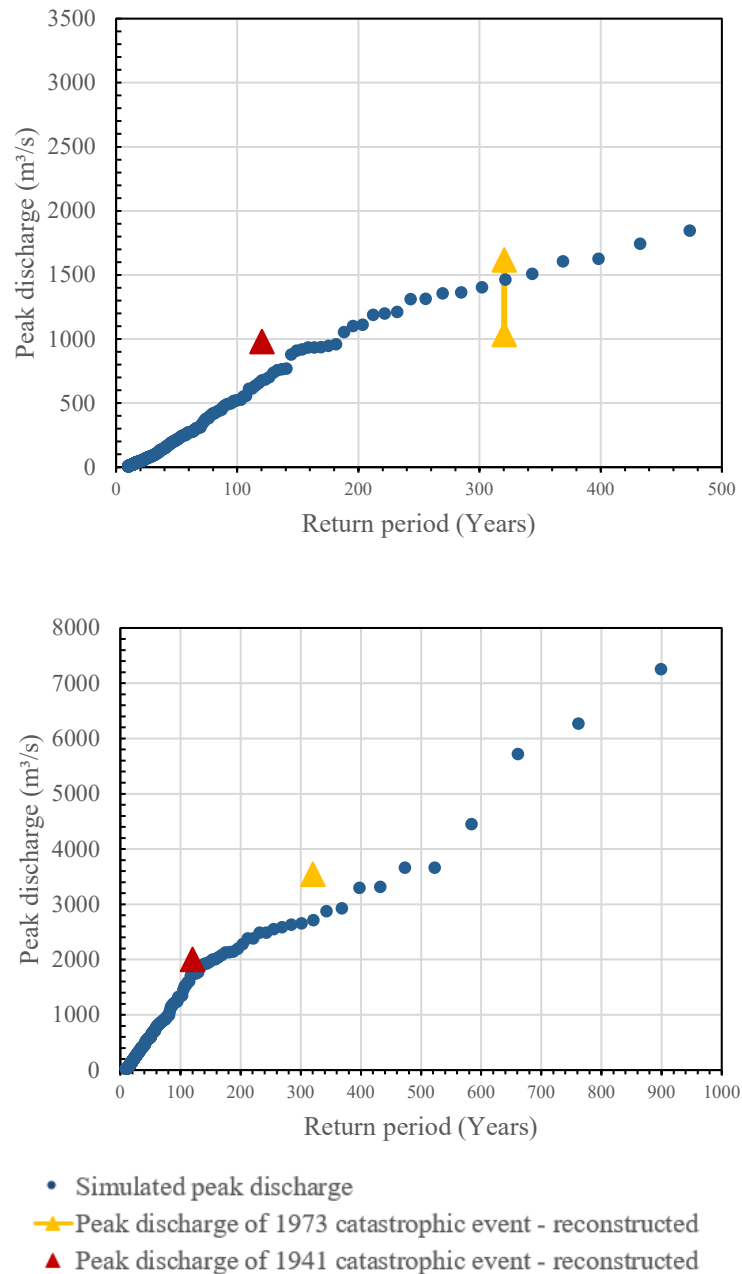 3500
3000
2500
2000
1500
1000
500
0
Peak discharge (m³/s)
0 100 200 300 400 500
Return period (Years)
8000
7000
6000
5000
4000
3000
2000
1000
0
Peak discharge (m³/s)
0 100 200 300 400 500 600 700 800 900 1000
Return period (Years)
Simulated peak discharge
Peak discharge of 1973 catastrophic event - reconstructed
Peak discharge of 1941 catastrophic event - reconstructed